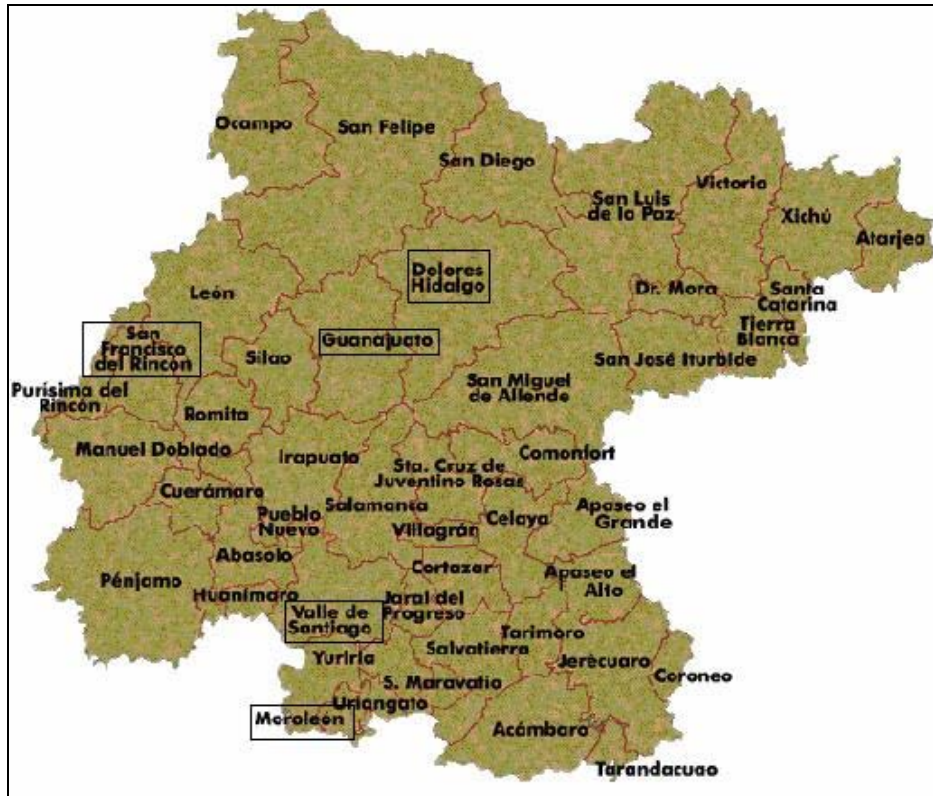 Ocampo
San Felipe
San Diego
San Luis
de la Paz
Victoria
Xichú
Atarjea
León
Dolores
Hidalgo
Dr. Mora
Santa
Catarina
Tierra
Blanca
San
Francisco
del Rincón
Silao
Guanajuato
San José Iturbide
Purísima del
Rincón
Romita
San Miguel
de Allende
Manuel Doblado
Irapuato
Sta. Cruz de
Juventino Rosas
Comonfort
Cuerámaro
Pueblo
Nuevo
Salamanca
Villagrán
Celaya
Apaseo el
Grande
Pénjamo
Abasolo
Cortazar
Apaseo el
Alto
Huanímaro
Valle de
Santiago
Jaral del
Progreso
Tarimoro
Yuriria
Salvatierra
Jerécuaro
Coroneo
S. Maravatío
Uriangato
Moroleón
Acámbaro
Tarandacuao